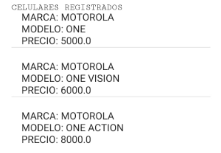 CELULARES REGISTRADOS
MARCA: MOTOROLA
MODELO: ONE
PRECIO: 5000.0
MARCA: MOTOROLA
MODELO: ONE VISION
PRECIO: 6000.0
MARCA: MOTOROLA
MODELO: ONE ACTION
PRECIO: 8000.0